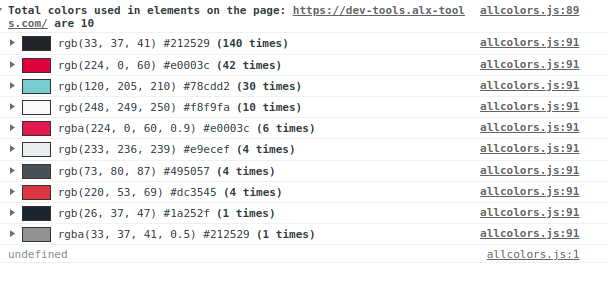 Total colors used in elements on the page: https://dev-tools.alx-tool allcolors.js:89
s.com/ are 10
rgb(33, 37, 41) #212529 (140 times) allcolors.js:91
rgb(224, 0, 60) #e0003c (42 times) allcolors.js:91
rgb(120, 205, 210) #78cdd2 (30 times) allcolors.js:91
rgb(248, 249, 250) #f8f9fa (10 times) allcolors.js:91
rgba(224, 0, 60, 0.9) #e0003c (6 times) allcolors.js:91
rgb(233, 236, 239) #e9ecef (4 times) allcolors.js:91
rgb(73, 80, 87) #495057 (4 times) allcolors.js:91
rgb(220, 53, 69) #dc3545 (4 times) allcolors.js:91
rgb(26, 37, 47) #1a252f (1 times) allcolors.js:91
rgba(33, 37, 41, 0.5) #212529 (1 times) allcolors.js:91
undefined allcolors.js:1